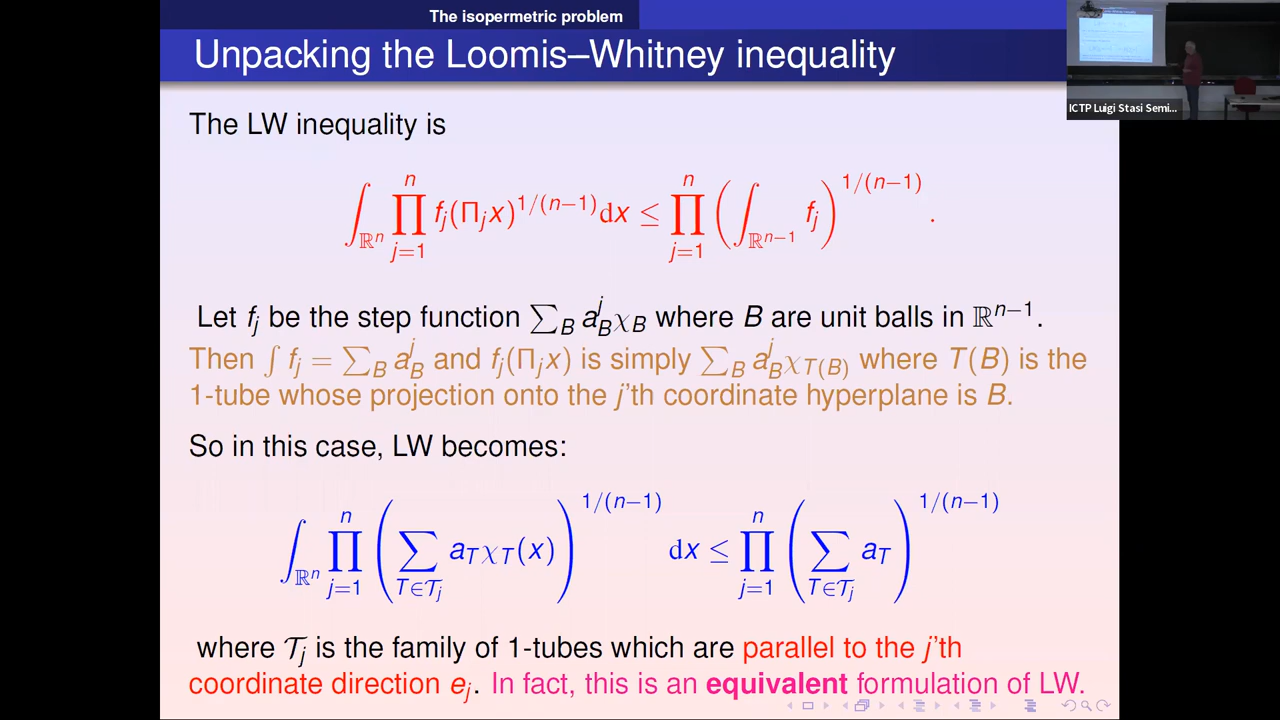 The isopermetric problem
Unpacking the Loomis–Whitney inequality
ICTP Luigi Stasi Semi...
The LW inequality is
∫_{ℝⁿ} ∏_{j=1}^{n} f_j(Π_j x)^{1/(n−1)} dx ≤ ∏_{j=1}^{n} ( ∫_{ℝ^{n−1}} f_j )^{1/(n−1)} .
Let f_j be the step function ∑_B a_B^j χ_B where B are unit balls in ℝ^{n−1}.
Then ∫ f_j = ∑_B a_B^j and f_j(Π_j x) is simply ∑_B a_B^j χ_{T(B)} where T(B) is the
1-tube whose projection onto the j'th coordinate hyperplane is B.
So in this case, LW becomes:
∫_{ℝⁿ} ∏_{j=1}^{n} ( ∑_{T∈𝒯_j} a_T χ_T(x) )^{1/(n−1)} dx ≤ ∏_{j=1}^{n} ( ∑_{T∈𝒯_j} a_T )^{1/(n−1)}
where 𝒯_j is the family of 1-tubes which are parallel to the j'th
coordinate direction e_j. In fact, this is an equivalent formulation of LW.